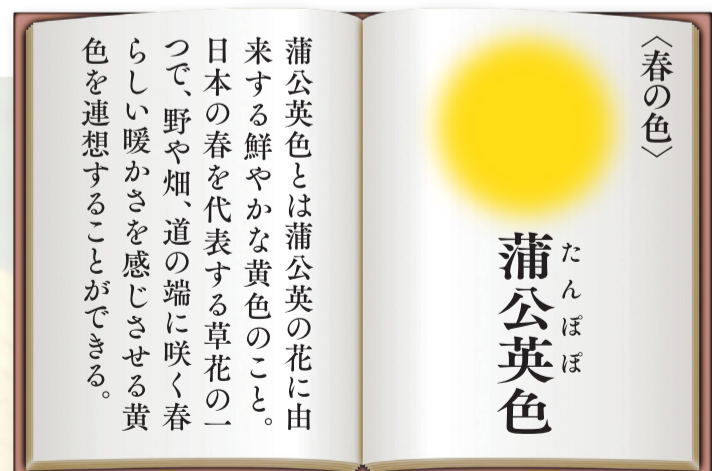 〈春の色〉
たんぽぽ
蒲公英色
蒲公英色とは蒲公英の花に由
来する鮮やかな黄色のこと。
日本の春を代表する草花の一
つで、野や畑、道の端に咲く春
らしい暖かさを感じさせる黄
色を連想することができる。